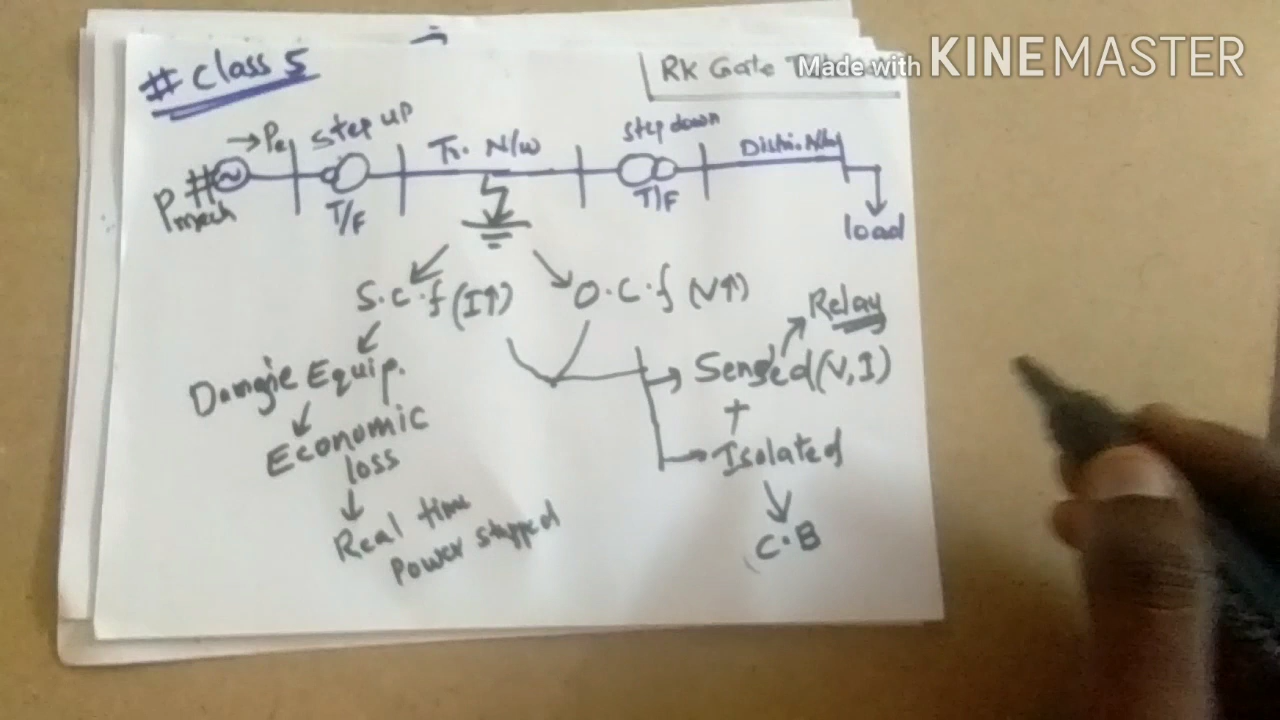 # Class 5
RK Gate
Made with KINEMASTER
→Pe
Step up
Tr. N/W
step down
Distri. N/W
Pmech
T/F
T/F
load
S.C.f (I↑)
O.C.f (V↑)
Relay
Damgie Equip.
Sensed (V, I)
+
Economic
loss
Isolated
Real time
Power stopped
C.B